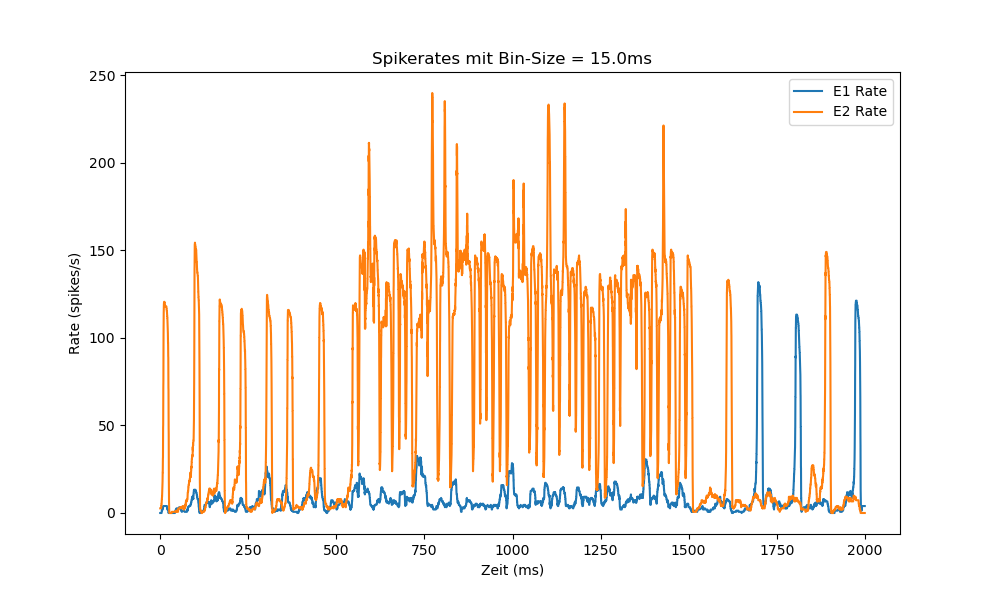 Spikerates mit Bin-Size = 15.0ms
E1 Rate
E2 Rate
Rate (spikes/s)
250
200
150
100
50
0
0 250 500 750 1000 1250 1500 1750 2000
Zeit (ms)